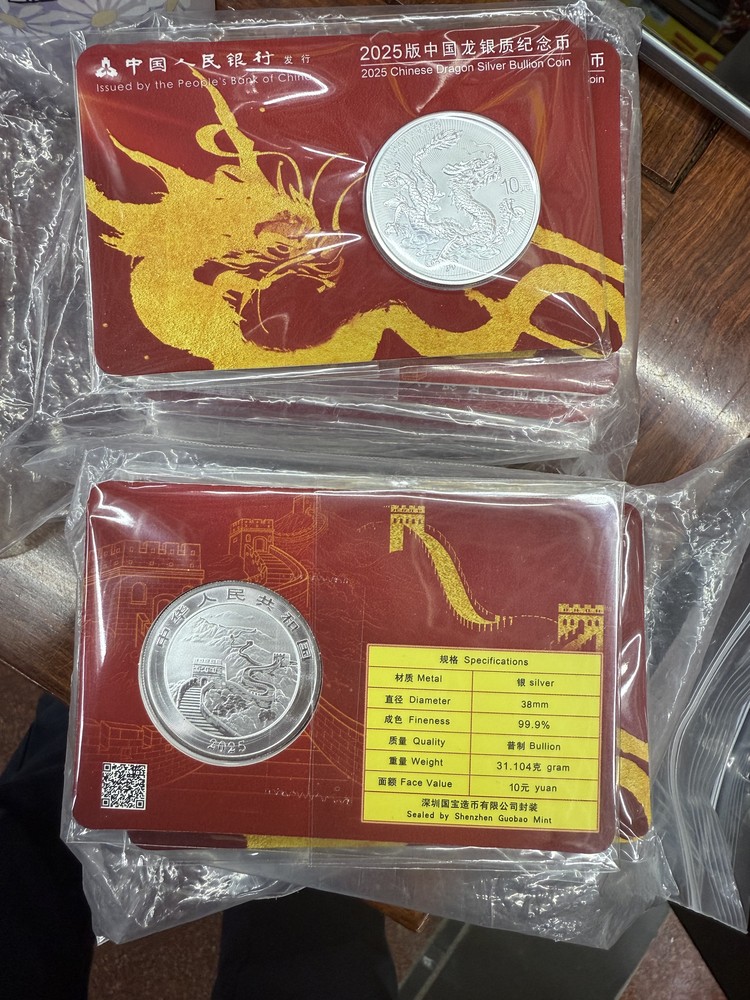 中国人民银行 发行
Issued by the People's Bank of China
2025版中国龙银质纪念币
2025 Chinese Dragon Silver Bullion Coin
币
on Coin
10元
中华人民共和国
2025
规格 Specifications
材质 Metal 银 silver
直径 Diameter 38mm
成色 Fineness 99.9%
质量 Quality 普制 Bullion
重量 Weight 31.104克 gram
面额 Face Value 10元 yuan
深圳国宝造币有限公司封装
Sealed by Shenzhen Guobao Mint